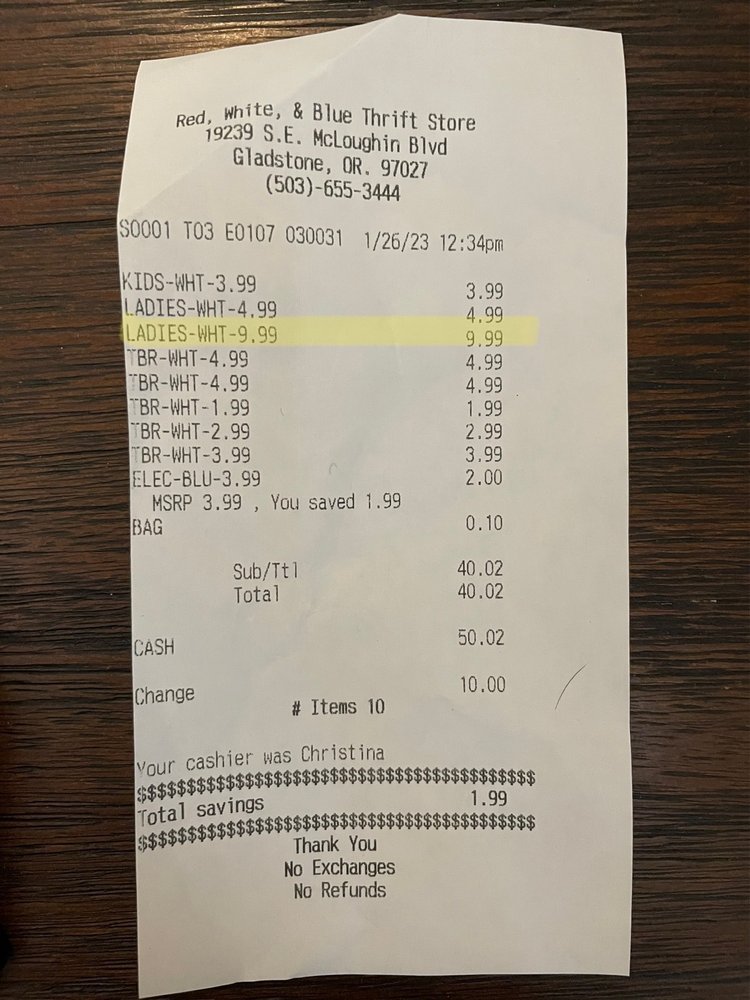 Red, White, & Blue Thrift Store
19239 S.E. McLoughin Blvd
Gladstone, OR. 97027
(503)-655-3444
S0001 T03 E0107 030031 1/26/23 12:34pm
KIDS-WHT-3.99 3.99
LADIES-WHT-4.99 4.99
LADIES-WHT-9.99 9.99
TBR-WHT-4.99 4.99
TBR-WHT-4.99 4.99
TBR-WHT-1.99 1.99
TBR-WHT-2.99 2.99
TBR-WHT-3.99 3.99
ELEC-BLU-3.99 2.00
MSRP 3.99 , You saved 1.99
BAG 0.10
Sub/Ttl 40.02
Total 40.02
CASH 50.02
Change 10.00
# Items 10
Your cashier was Christina
$$$$$$$$$$$$$$$$$$$$$$$$$$$$$$$$$$$$$$$$
Total savings 1.99
$$$$$$$$$$$$$$$$$$$$$$$$$$$$$$$$$$$$$$$$
Thank You
No Exchanges
No Refunds